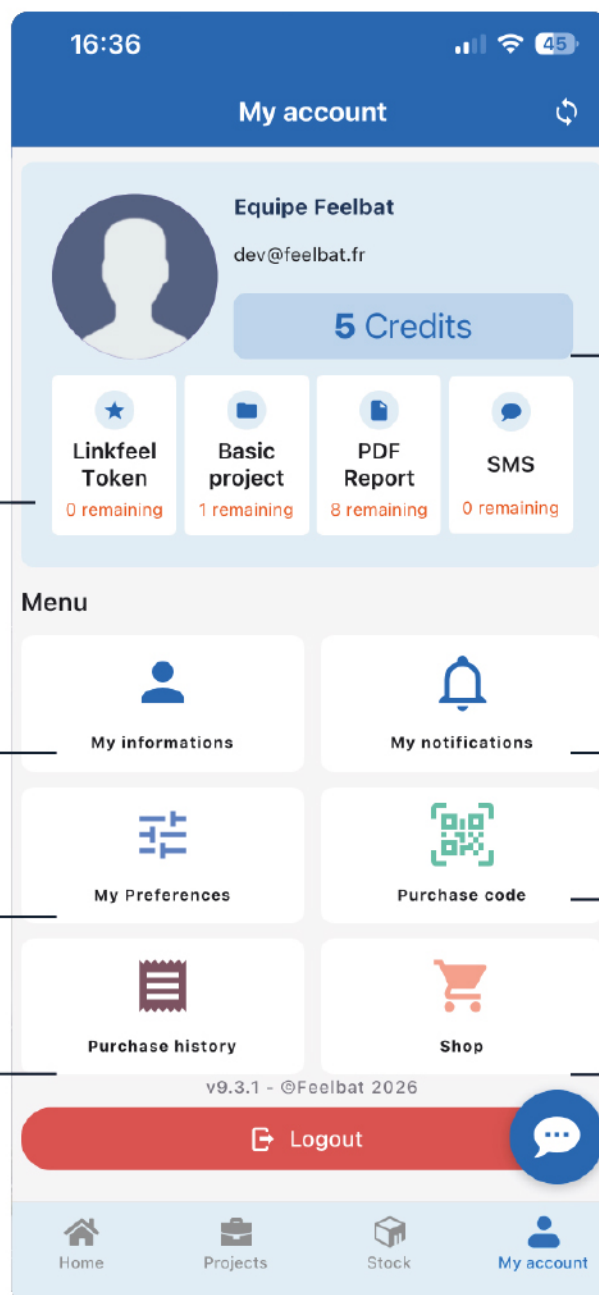 16:36
45
My account
Equipe Feelbat
dev@feelbat.fr
5 Credits
Linkfeel Token
0 remaining
Basic project
1 remaining
PDF Report
8 remaining
SMS
0 remaining
Menu
My informations
My notifications
My Preferences
Purchase code
Purchase history
Shop
v9.3.1 - ©Feelbat 2026
Logout
Home
Projects
Stock
My account